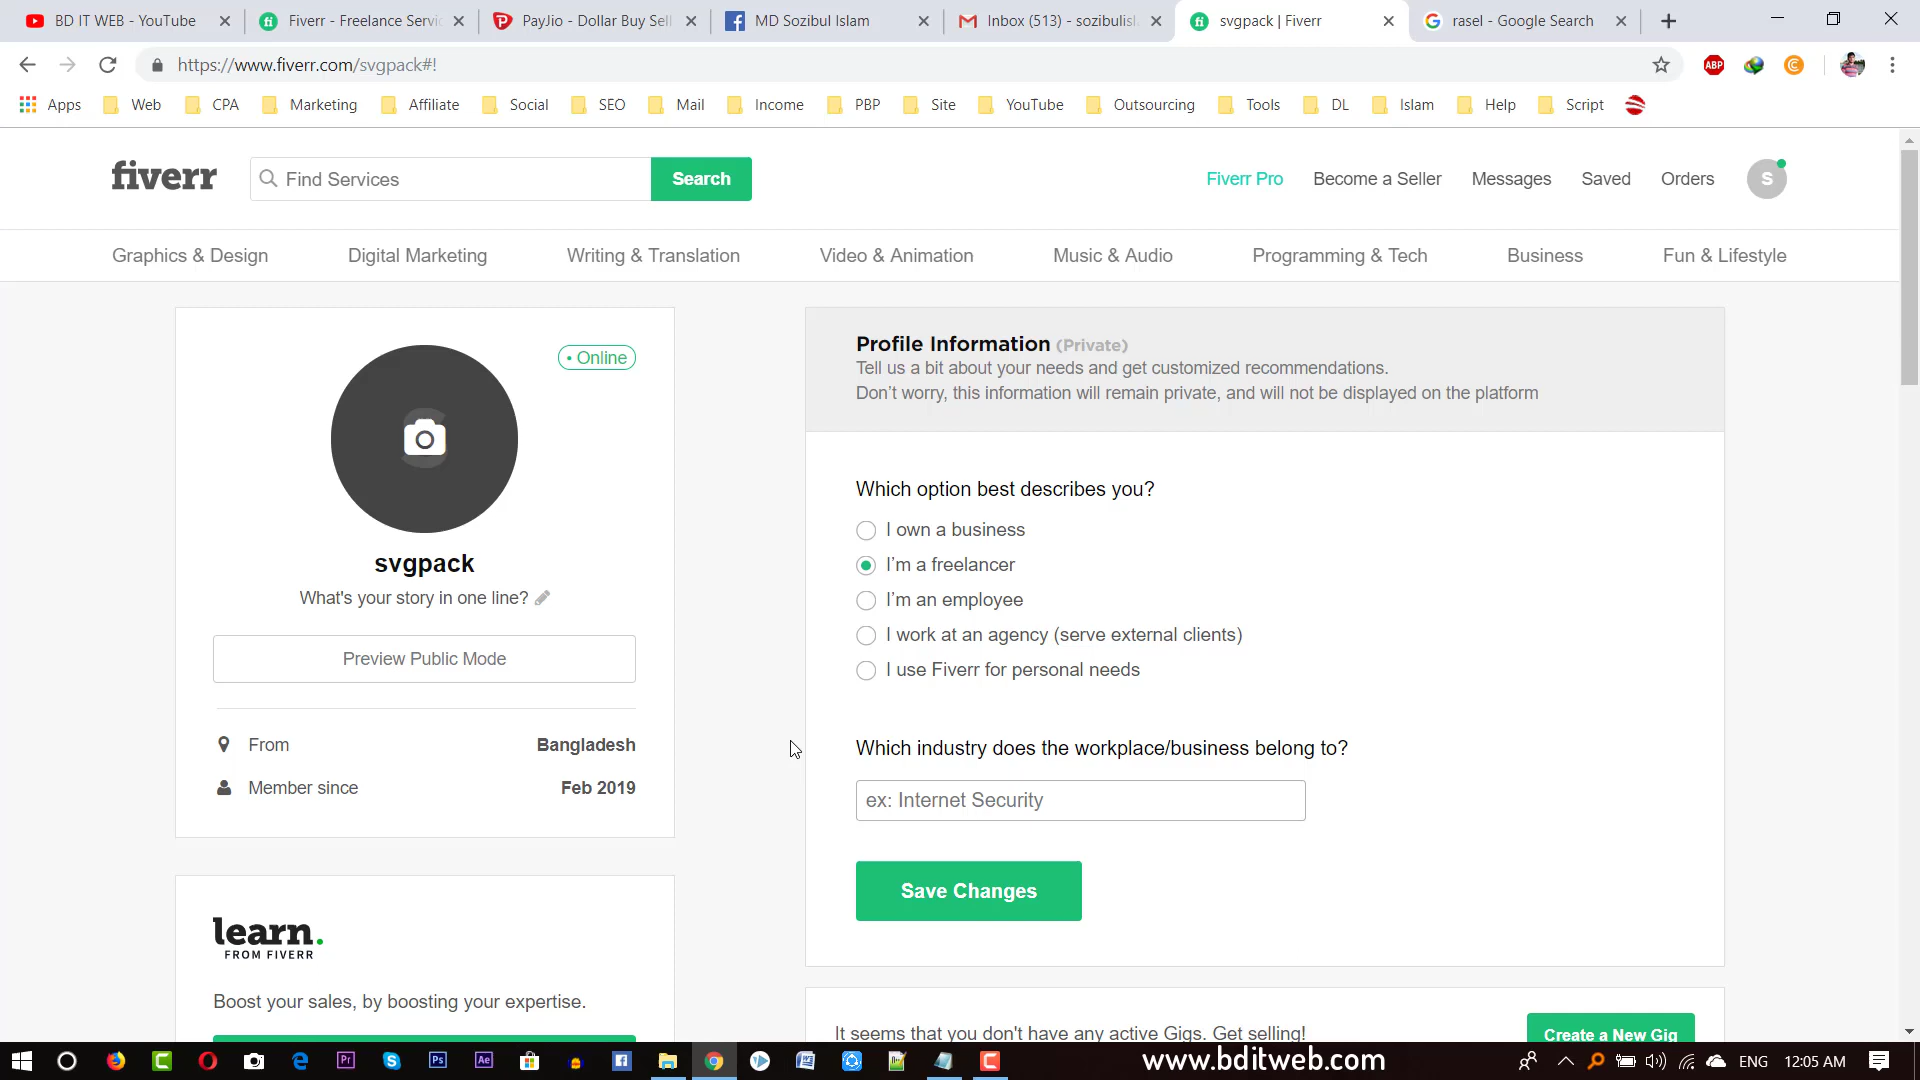 BD IT WEB - YouTube
Fiverr - Freelance Servic
PayJio - Dollar Buy Sell
MD Sozibul Islam
Inbox (513) - sozibulisl
svgpack | Fiverr
rasel - Google Search
https://www.fiverr.com/svgpack#!
ABP
Apps Web CPA Marketing Affiliate Social SEO Mail Income PBP Site YouTube Outsourcing Tools DL Islam Help Script
fiverr
Find Services
Search
Fiverr Pro Become a Seller Messages Saved Orders S
Graphics & Design Digital Marketing Writing & Translation Video & Animation Music & Audio Programming & Tech Business Fun & Lifestyle
• Online
svgpack
What's your story in one line?
Preview Public Mode
From Bangladesh
Member since Feb 2019
learn.
FROM FIVERR
Boost your sales, by boosting your expertise.
Profile Information (Private)
Tell us a bit about your needs and get customized recommendations.
Don't worry, this information will remain private, and will not be displayed on the platform
Which option best describes you?
I own a business
I'm a freelancer
I'm an employee
I work at an agency (serve external clients)
I use Fiverr for personal needs
Which industry does the workplace/business belong to?
ex: Internet Security
Save Changes
It seems that you don't have any active Gigs. Get selling!
Create a New Gig
www.bditweb.com
ENG 12:05 AM